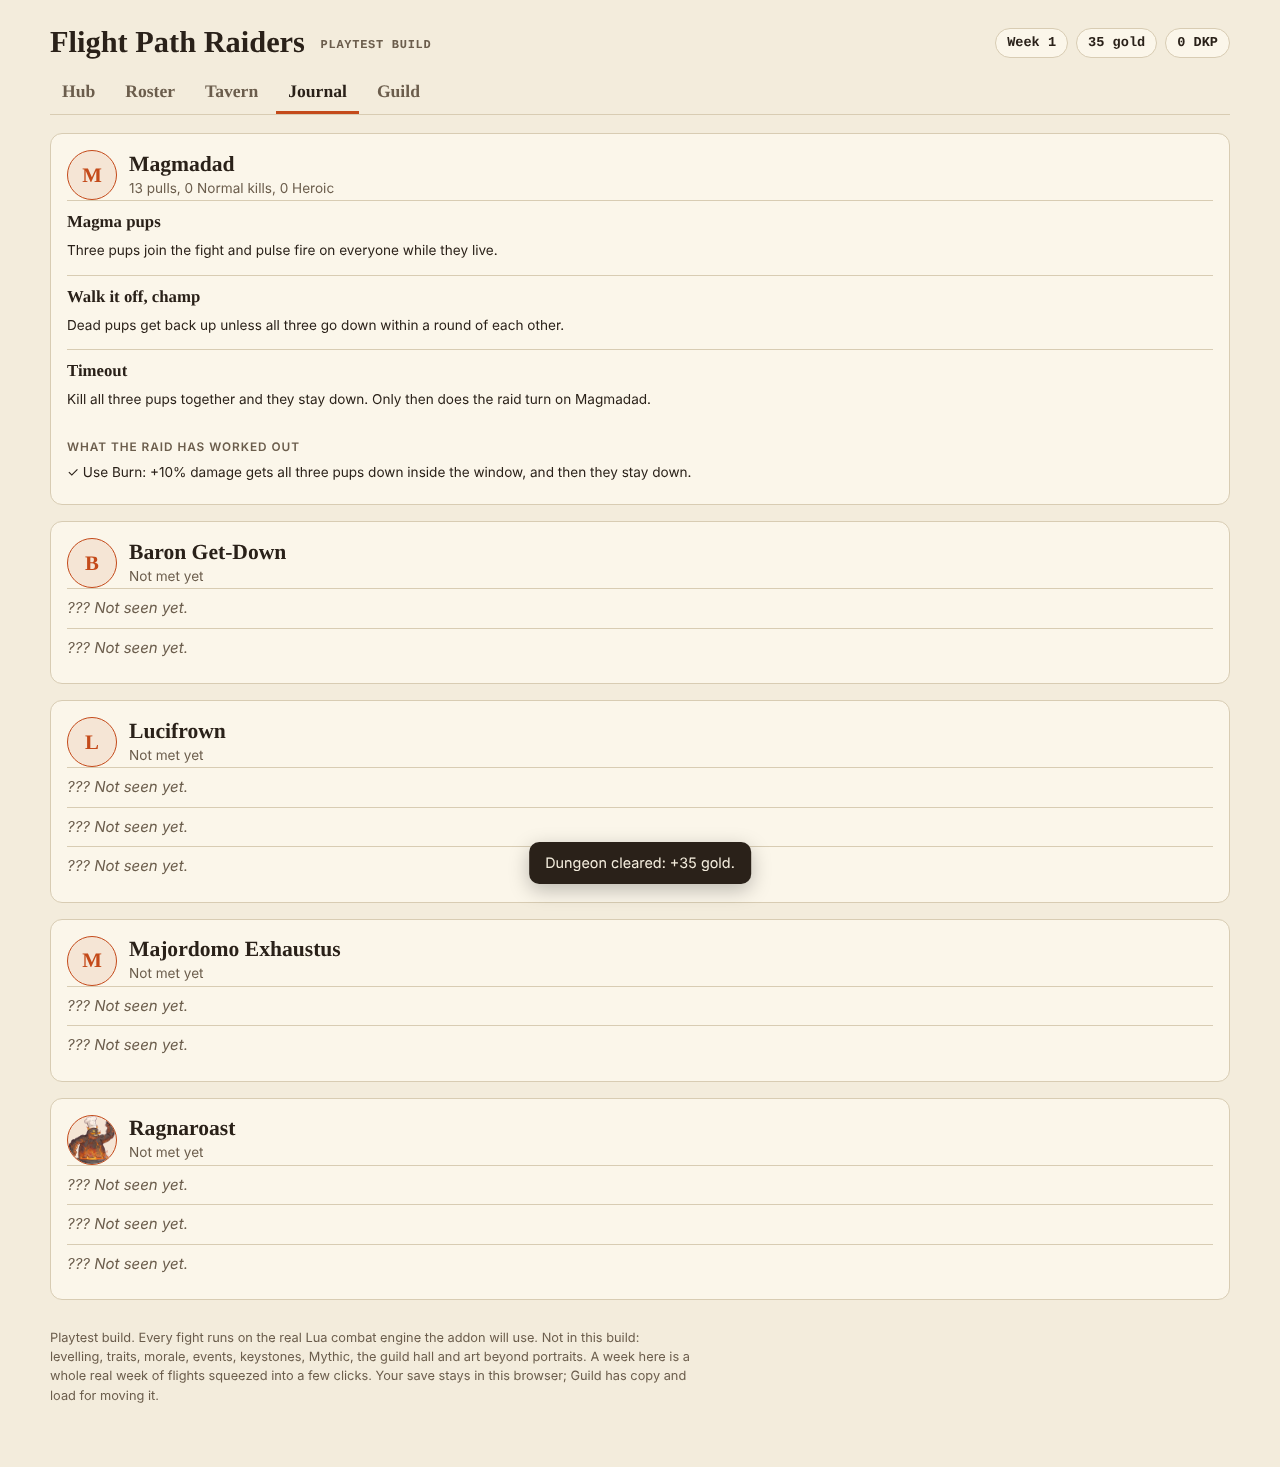 Flight Path Raiders PLAYTEST BUILD
Week 1 35 gold 0 DKP
Hub Roster Tavern Journal Guild
M
Magmadad
13 pulls, 0 Normal kills, 0 Heroic
Magma pups
Three pups join the fight and pulse fire on everyone while they live.
Walk it off, champ
Dead pups get back up unless all three go down within a round of each other.
Timeout
Kill all three pups together and they stay down. Only then does the raid turn on Magmadad.
WHAT THE RAID HAS WORKED OUT
✓ Use Burn: +10% damage gets all three pups down inside the window, and then they stay down.
B
Baron Get-Down
Not met yet
??? Not seen yet.
??? Not seen yet.
L
Lucifrown
Not met yet
??? Not seen yet.
??? Not seen yet.
??? Not seen yet.
Dungeon cleared: +35 gold.
M
Majordomo Exhaustus
Not met yet
??? Not seen yet.
??? Not seen yet.
Ragnaroast
Not met yet
??? Not seen yet.
??? Not seen yet.
??? Not seen yet.
Playtest build. Every fight runs on the real Lua combat engine the addon will use. Not in this build:
levelling, traits, morale, events, keystones, Mythic, the guild hall and art beyond portraits. A week here is a
whole real week of flights squeezed into a few clicks. Your save stays in this browser; Guild has copy and
load for moving it.